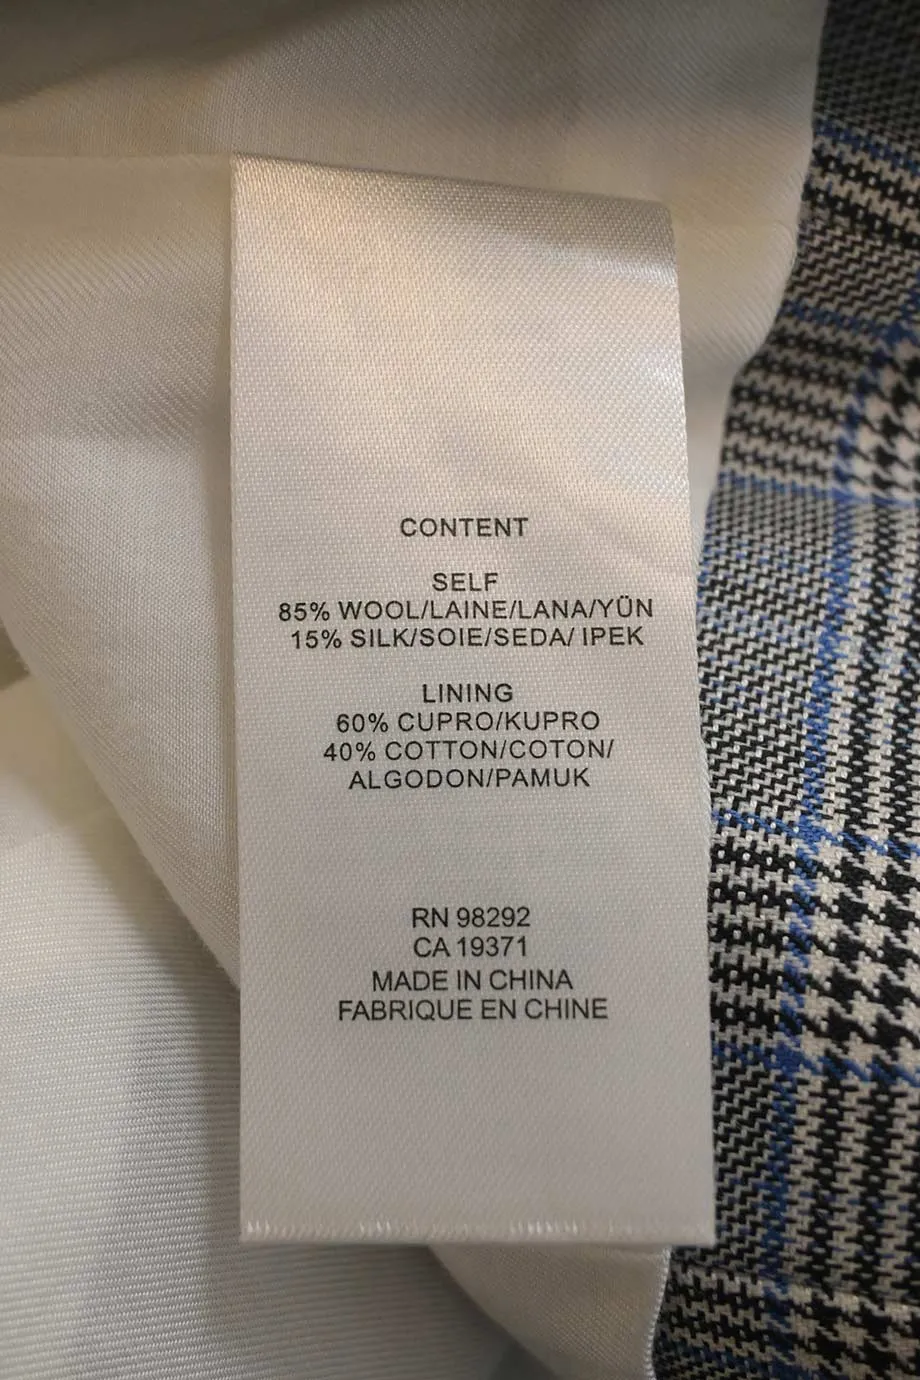 CONTENT
SELF
85% WOOL/LAINE/LANA/YÜN
15% SILK/SOIE/SEDA/ IPEK
LINING
60% CUPRO/KUPRO
40% COTTON/COTON/
ALGODON/PAMUK
RN 98292
CA 19371
MADE IN CHINA
FABRIQUE EN CHINE